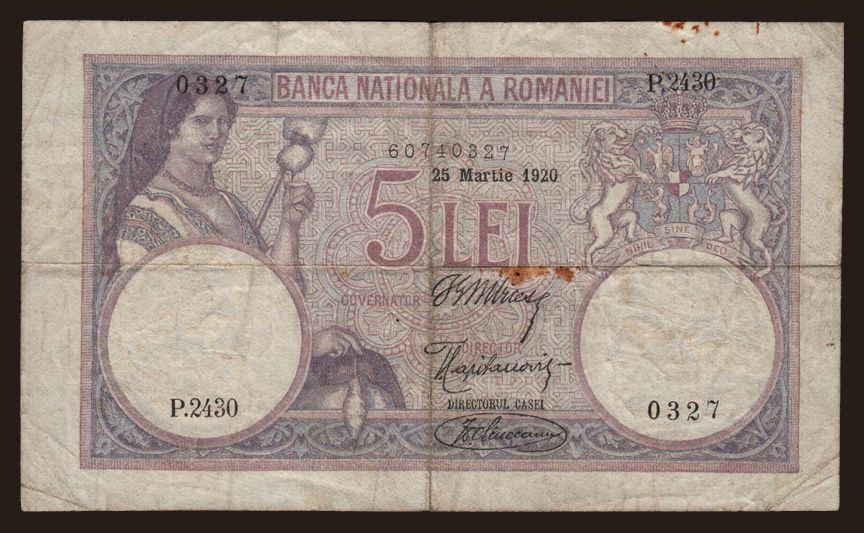 0327 BANCA NATIONALA A ROMANIEI P.2430
60740327
25 Martie 1920
5 LEI
NIHIL SINE DEO
GUVERNATOR
DIRECTOR
DIRECTORUL CASEI
P.2430 0327